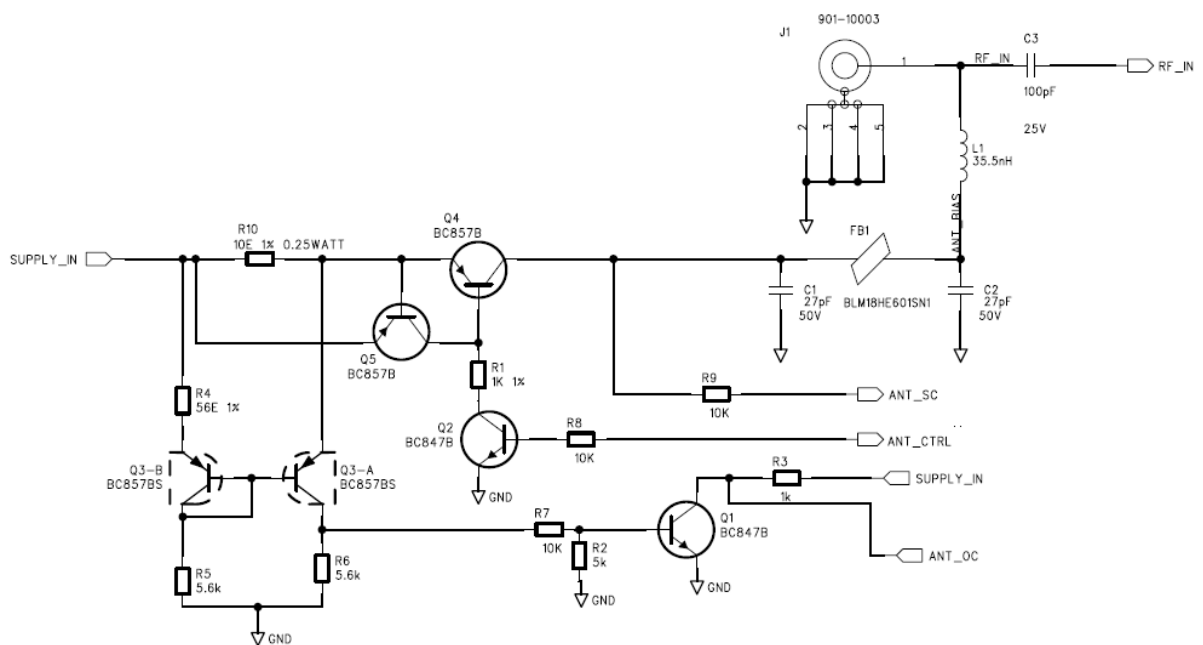 901-10003
J1
1
RF_IN
C3
100pF
25V
RF_IN
2
3
4
5
L1
35.5nH
ANT_BIAS
R10
10E 1% 0.25WATT
Q4
BC857B
FB1
BLM18HE601SN1
SUPPLY_IN
C1
27pF
50V
C2
27pF
50V
Q5
BC857B
R4
56E 1%
R1
1K 1%
R9
10K
ANT_SC
Q2
BC847B
R8
10K
ANT_CTRL
Q3-B
BC857BS
Q3-A
BC857BS
R3
1k
SUPPLY_IN
GND
R7
10K
Q1
BC847B
R2
5k
ANT_OC
R5
5.6k
R6
5.6k
GND
GND
GND